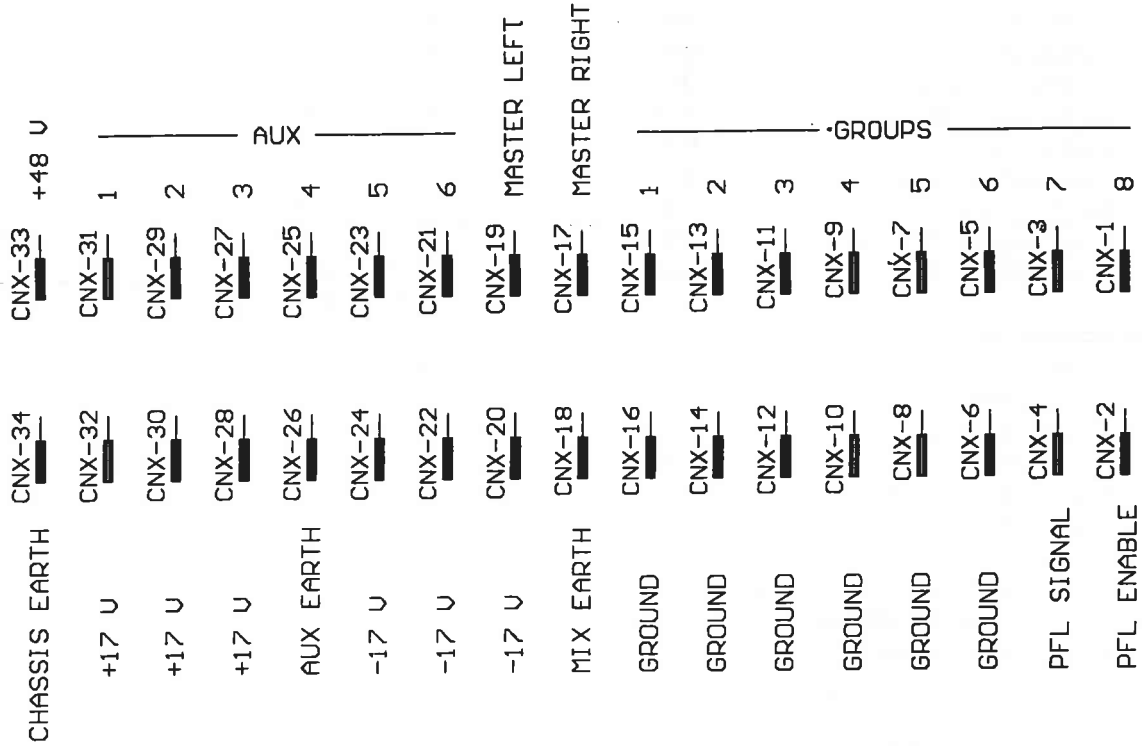 CHASSIS EARTH CNX-34 CNX-33 +48 V
+17 V CNX-32 CNX-31 1
+17 V CNX-30 CNX-29 2
+17 V CNX-28 CNX-27 3
AUX EARTH CNX-26 CNX-25 4
-17 V CNX-24 CNX-23 5
-17 V CNX-22 CNX-21 6
AUX
-17 V CNX-20 CNX-19 MASTER LEFT
MIX EARTH CNX-18 CNX-17 MASTER RIGHT
GROUND CNX-16 CNX-15 1
GROUND CNX-14 CNX-13 2
GROUND CNX-12 CNX-11 3
GROUND CNX-10 CNX-9 4
GROUND CNX-8 CNX-7 5
GROUND CNX-6 CNX-5 6
PFL SIGNAL CNX-4 CNX-3 7
PFL ENABLE CNX-2 CNX-1 8
GROUPS